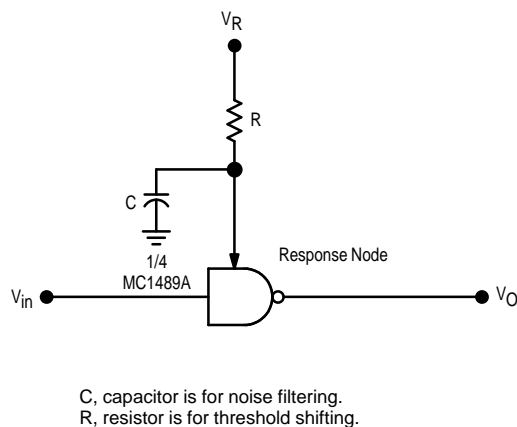 VR
R
C
1/4
MC1489A
Response Node
Vin
VO
C, capacitor is for noise filtering.
R, resistor is for threshold shifting.